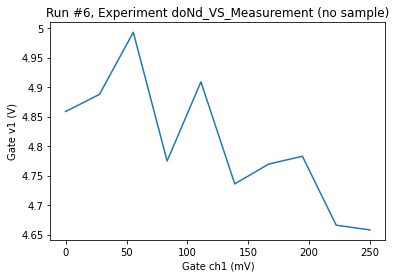 Run #6, Experiment doNd_VS_Measurement (no sample)
5
4.95
4.9
4.85
4.8
4.75
4.7
4.65
Gate v1 (V)
0 50 100 150 200 250
Gate ch1 (mV)